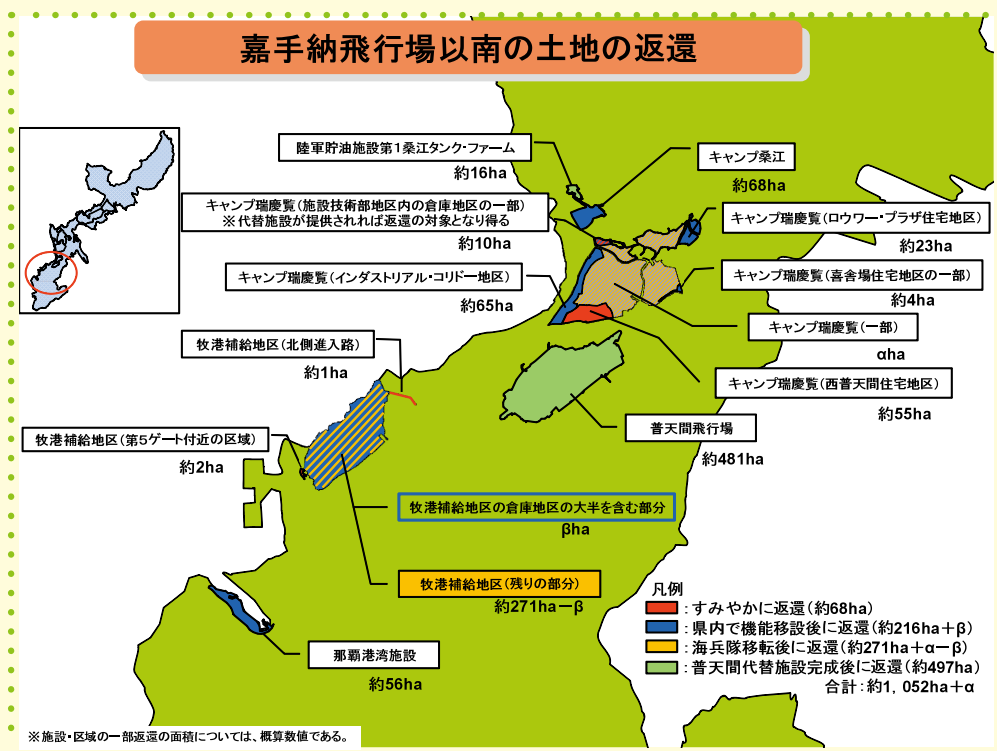 嘉手納飛行場以南の土地の返還
陸軍貯油施設第1桑江タンク・ファーム
約16ha
キャンプ桑江
約68ha
キャンプ瑞慶覧（施設技術部地区内の倉庫地区の一部）
※代替施設が提供されれば返還の対象となり得る
約10ha
キャンプ瑞慶覧（ロウワー・プラザ住宅地区）
約23ha
キャンプ瑞慶覧（インダストリアル・コリドー地区）
約65ha
キャンプ瑞慶覧（喜舎場住宅地区の一部）
約4ha
キャンプ瑞慶覧（一部）
αha
牧港補給地区（北側進入路）
約1ha
キャンプ瑞慶覧（西普天間住宅地区）
約55ha
普天間飛行場
約481ha
牧港補給地区（第5ゲート付近の区域）
約2ha
牧港補給地区の倉庫地区の大半を含む部分
βha
牧港補給地区（残りの部分）
約271haーβ
那覇港湾施設
約56ha
凡例
：すみやかに返還（約68ha）
：県内で機能移設後に返還（約216ha＋β）
：海兵隊移転後に返還（約271ha＋α－β）
：普天間代替施設完成後に返還（約497ha）
合計：約1，052ha＋α
※施設・区域の一部返還の面積については、概算数値である。